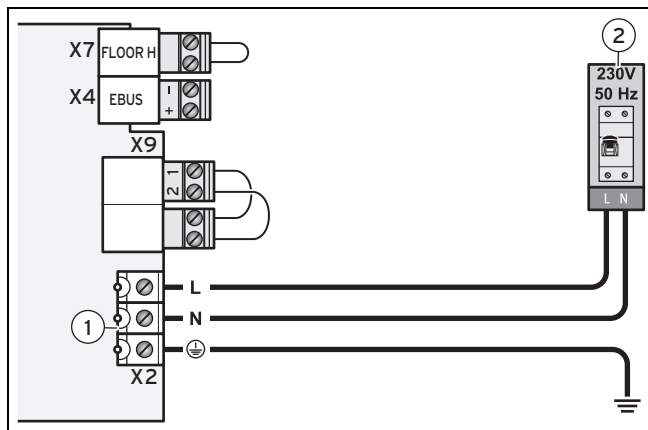 X7 FLOOR H
X4 EBUS - +
X9
2 1
2
230V
50 Hz
L N
L
N
1
X2